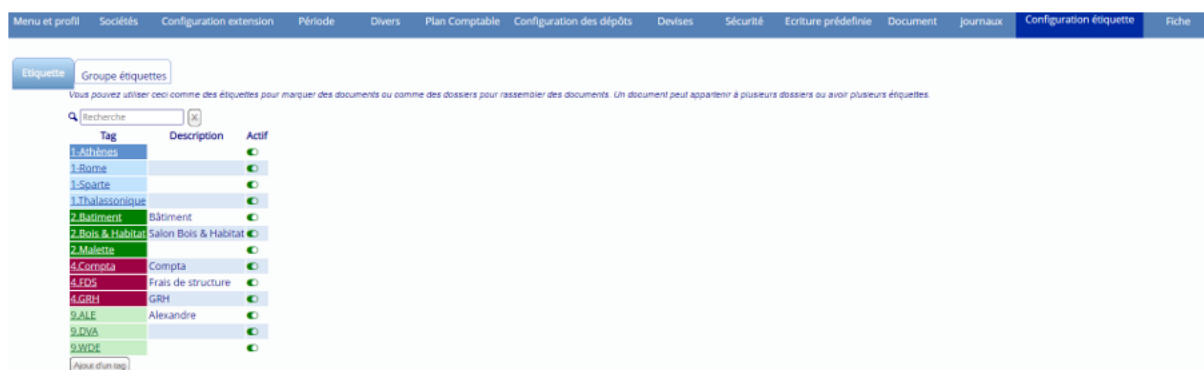 Menu et profil Sociétés Configuration extension Période Divers Plan Comptable Configuration des dépôts Devises Sécurité Ecriture prédefinie Document journaux Configuration étiquette Fiche
Etiquette Groupe étiquettes
Vous pouvez utiliser ceci comme des étiquettes pour marquer des documents ou comme des dossiers pour rassembler des documents. Un document peut appartenir à plusieurs dossiers ou avoir plusieurs étiquettes.
Recherche X
Tag Description Actif
1-Athènes
1-Rome
1-Sparte
1.Thalassonique
2.Batiment Bâtiment
2.Bois & Habitat Salon Bois & Habitat
2.Malette
4.Compta Compta
4.FDS Frais de structure
4.GRH GRH
9.ALE Alexandre
9.DVA
9.WDE
Ajout d'un tag